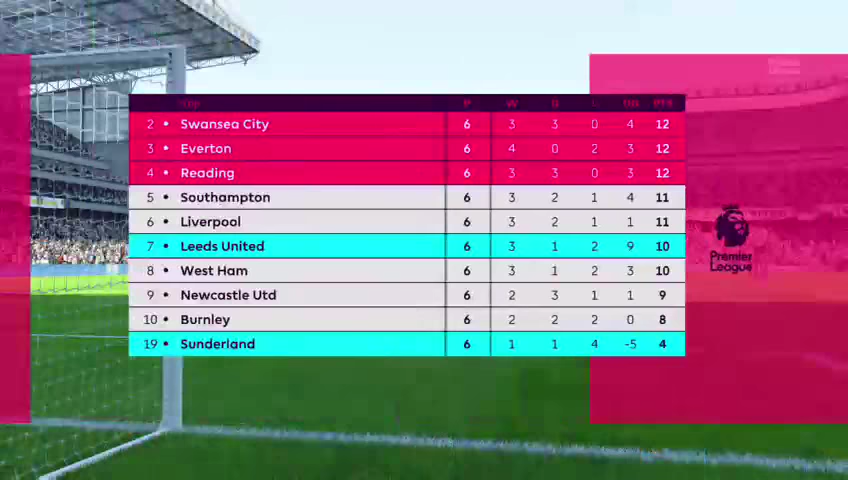 P W D L PTS
2 • Swansea City 6 3 3 0 4 12
3 • Everton 6 4 0 2 3 12
4 • Reading 6 3 3 0 3 12
5 • Southampton 6 3 2 1 4 11
6 • Liverpool 6 3 2 1 1 11
7 • Leeds United 6 3 1 2 9 10
8 • West Ham 6 3 1 2 3 10
9 • Newcastle Utd 6 2 3 1 1 9
10 • Burnley 6 2 2 2 0 8
19 • Sunderland 6 1 1 4 -5 4
Premier
League